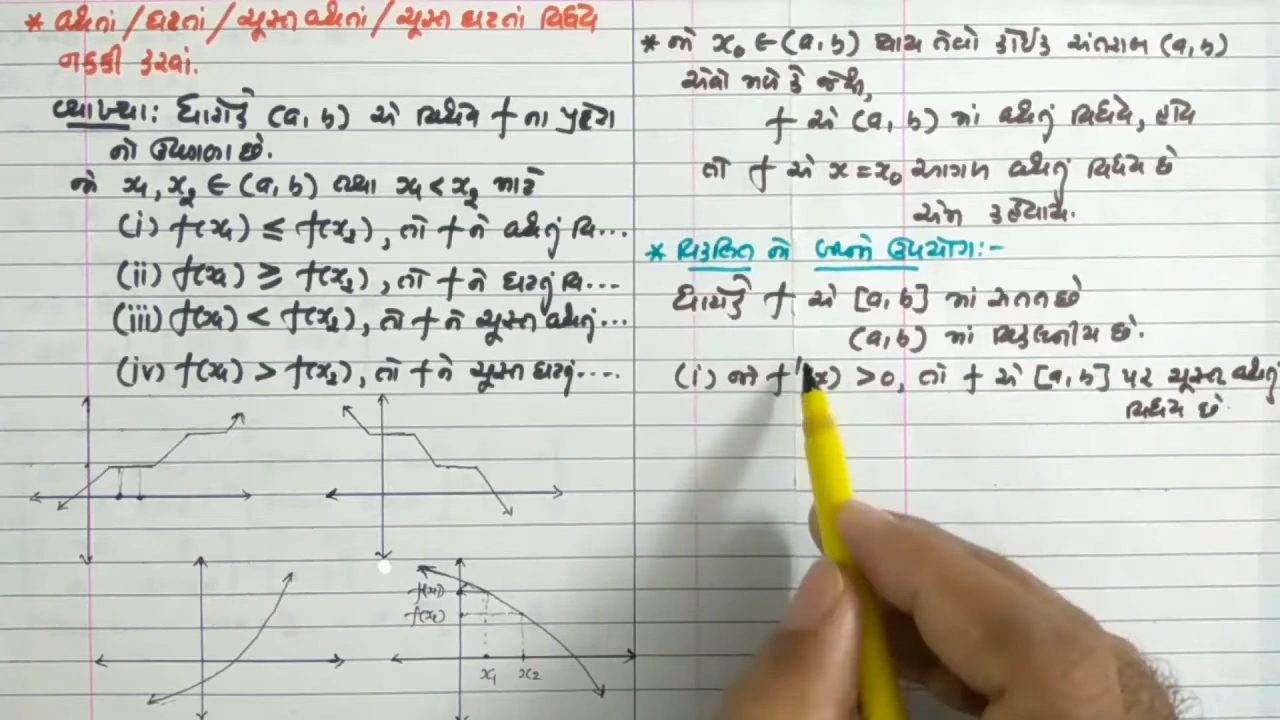 * વધતાં / ઘટતાં / ચુસ્ત વધતાં / ચુસ્ત ઘટતાં વિધેય
નક્કી કરવાં.
વ્યાખ્યા: ધારોકે (a, b) એ વિધેય f ના પ્રદેશ
નો ઉપગણ છે.
જો x₁, x₂ ∈ (a, b) તથા x₁ < x₂ માટે
(i) f(x₁) ≤ f(x₂), તો f ને વધતું વિ...
(ii) f(x₁) ≥ f(x₂), તો f ને ઘટતું વિ...
(iii) f(x₁) < f(x₂), તો f ને ચુસ્ત વધતું...
(iv) f(x₁) > f(x₂), તો f ને ચુસ્ત ઘટતું....
f(x₁)
x₁ x₂
* જો x₀ ∈ (a, b) થાય તેવો કોઈક અંતરાલ (a, b)
એવો મળે કે જેથી,
f એ (a, b) માં વધતું વિધેય હોય
તો f એ x = x₀ આગળ વધતું વિધેય છે
એમ કહેવાય.
* વિકલિત નો ઉપયોગ:-
ધારોકે f એ [a, b] માં સતત છે
(a, b) માં વિકલનીય છે.
(i) જો f'(x) > 0, તો f એ [a, b] પર ચુસ્ત વધતું
વિધેય છે.